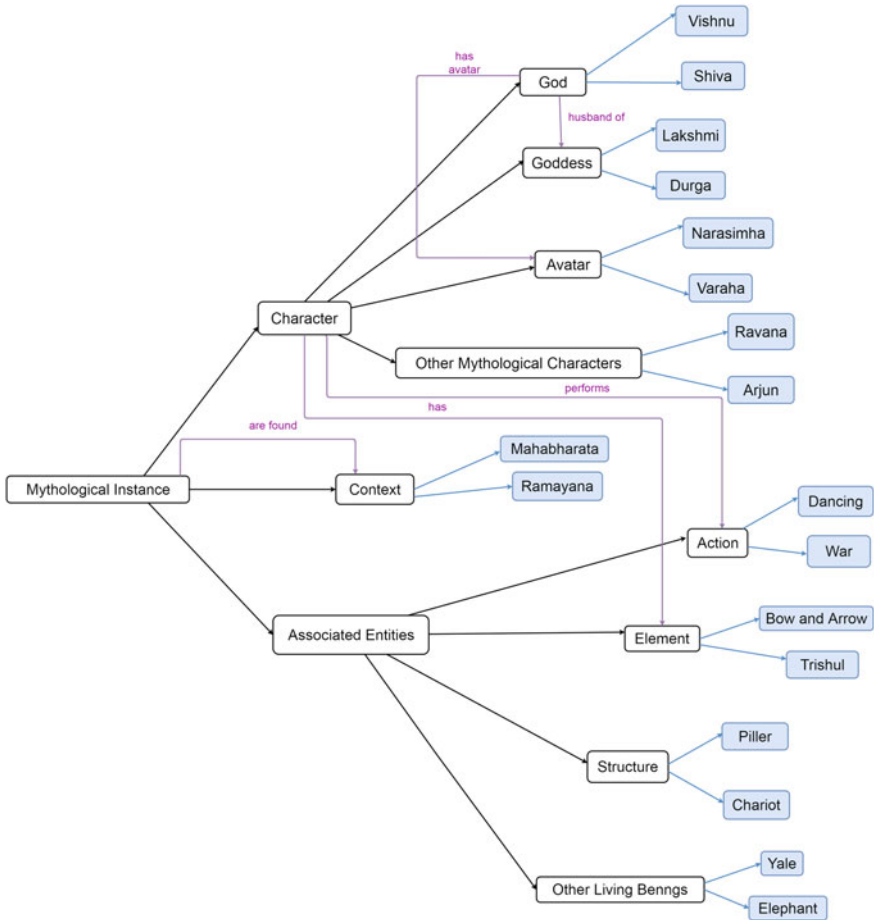 Vishnu
has
avatar
God
Shiva
husband of
Lakshmi
Goddess
Durga
Narasimha
Avatar
Varaha
Character
Ravana
Other Mythological Characters
Arjun
performs
has
are found
Mahabharata
Mythological Instance
Context
Ramayana
Dancing
Action
War
Bow and Arrow
Associated Entities
Element
Trishul
Piller
Structure
Chariot
Yale
Other Living Benngs
Elephant